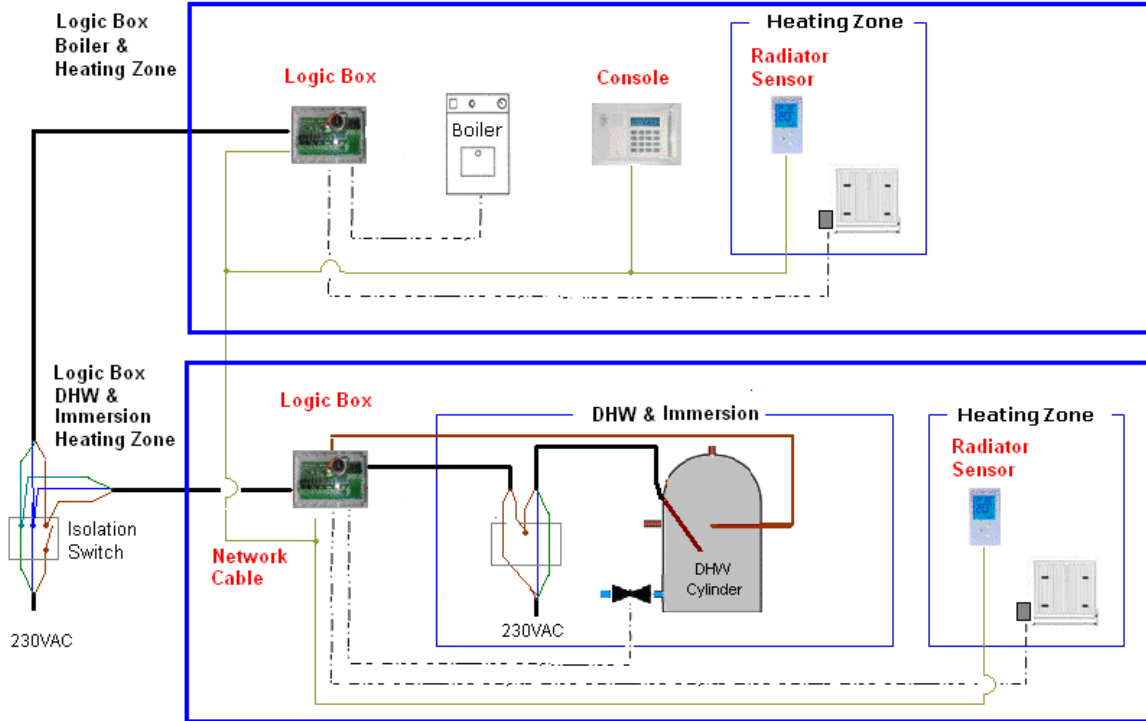 Logic Box
Boiler &
Heating Zone
Logic Box
Boiler
Console
Heating Zone
Radiator
Sensor
Logic Box
DHW &
Immersion
Heating Zone
Logic Box
DHW & Immersion
Heating Zone
Radiator
Sensor
Isolation
Switch
Network
Cable
DHW
Cylinder
230VAC
230VAC